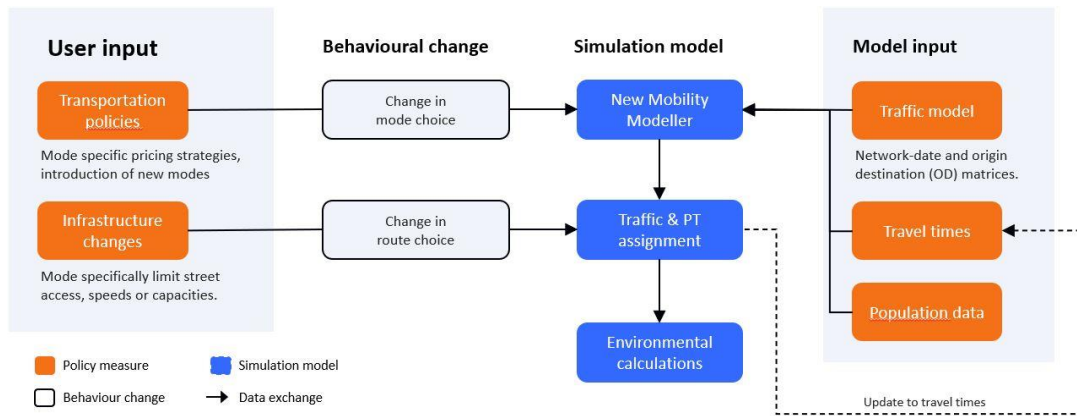 User input
Behavioural change
Simulation model
Model input
Transportation
policies
Change in
mode choice
New Mobility
Modeller
Traffic model
Mode specific pricing strategies,
introduction of new modes
Network-date and origin
destination (OD) matrices.
Infrastructure
changes
Change in
route choice
Traffic & PT
assignment
Travel times
Mode specifically limit street
access, speeds or capacities.
Population data
Environmental
calculations
Policy measure
Simulation model
Behaviour change
Data exchange
Update to travel times